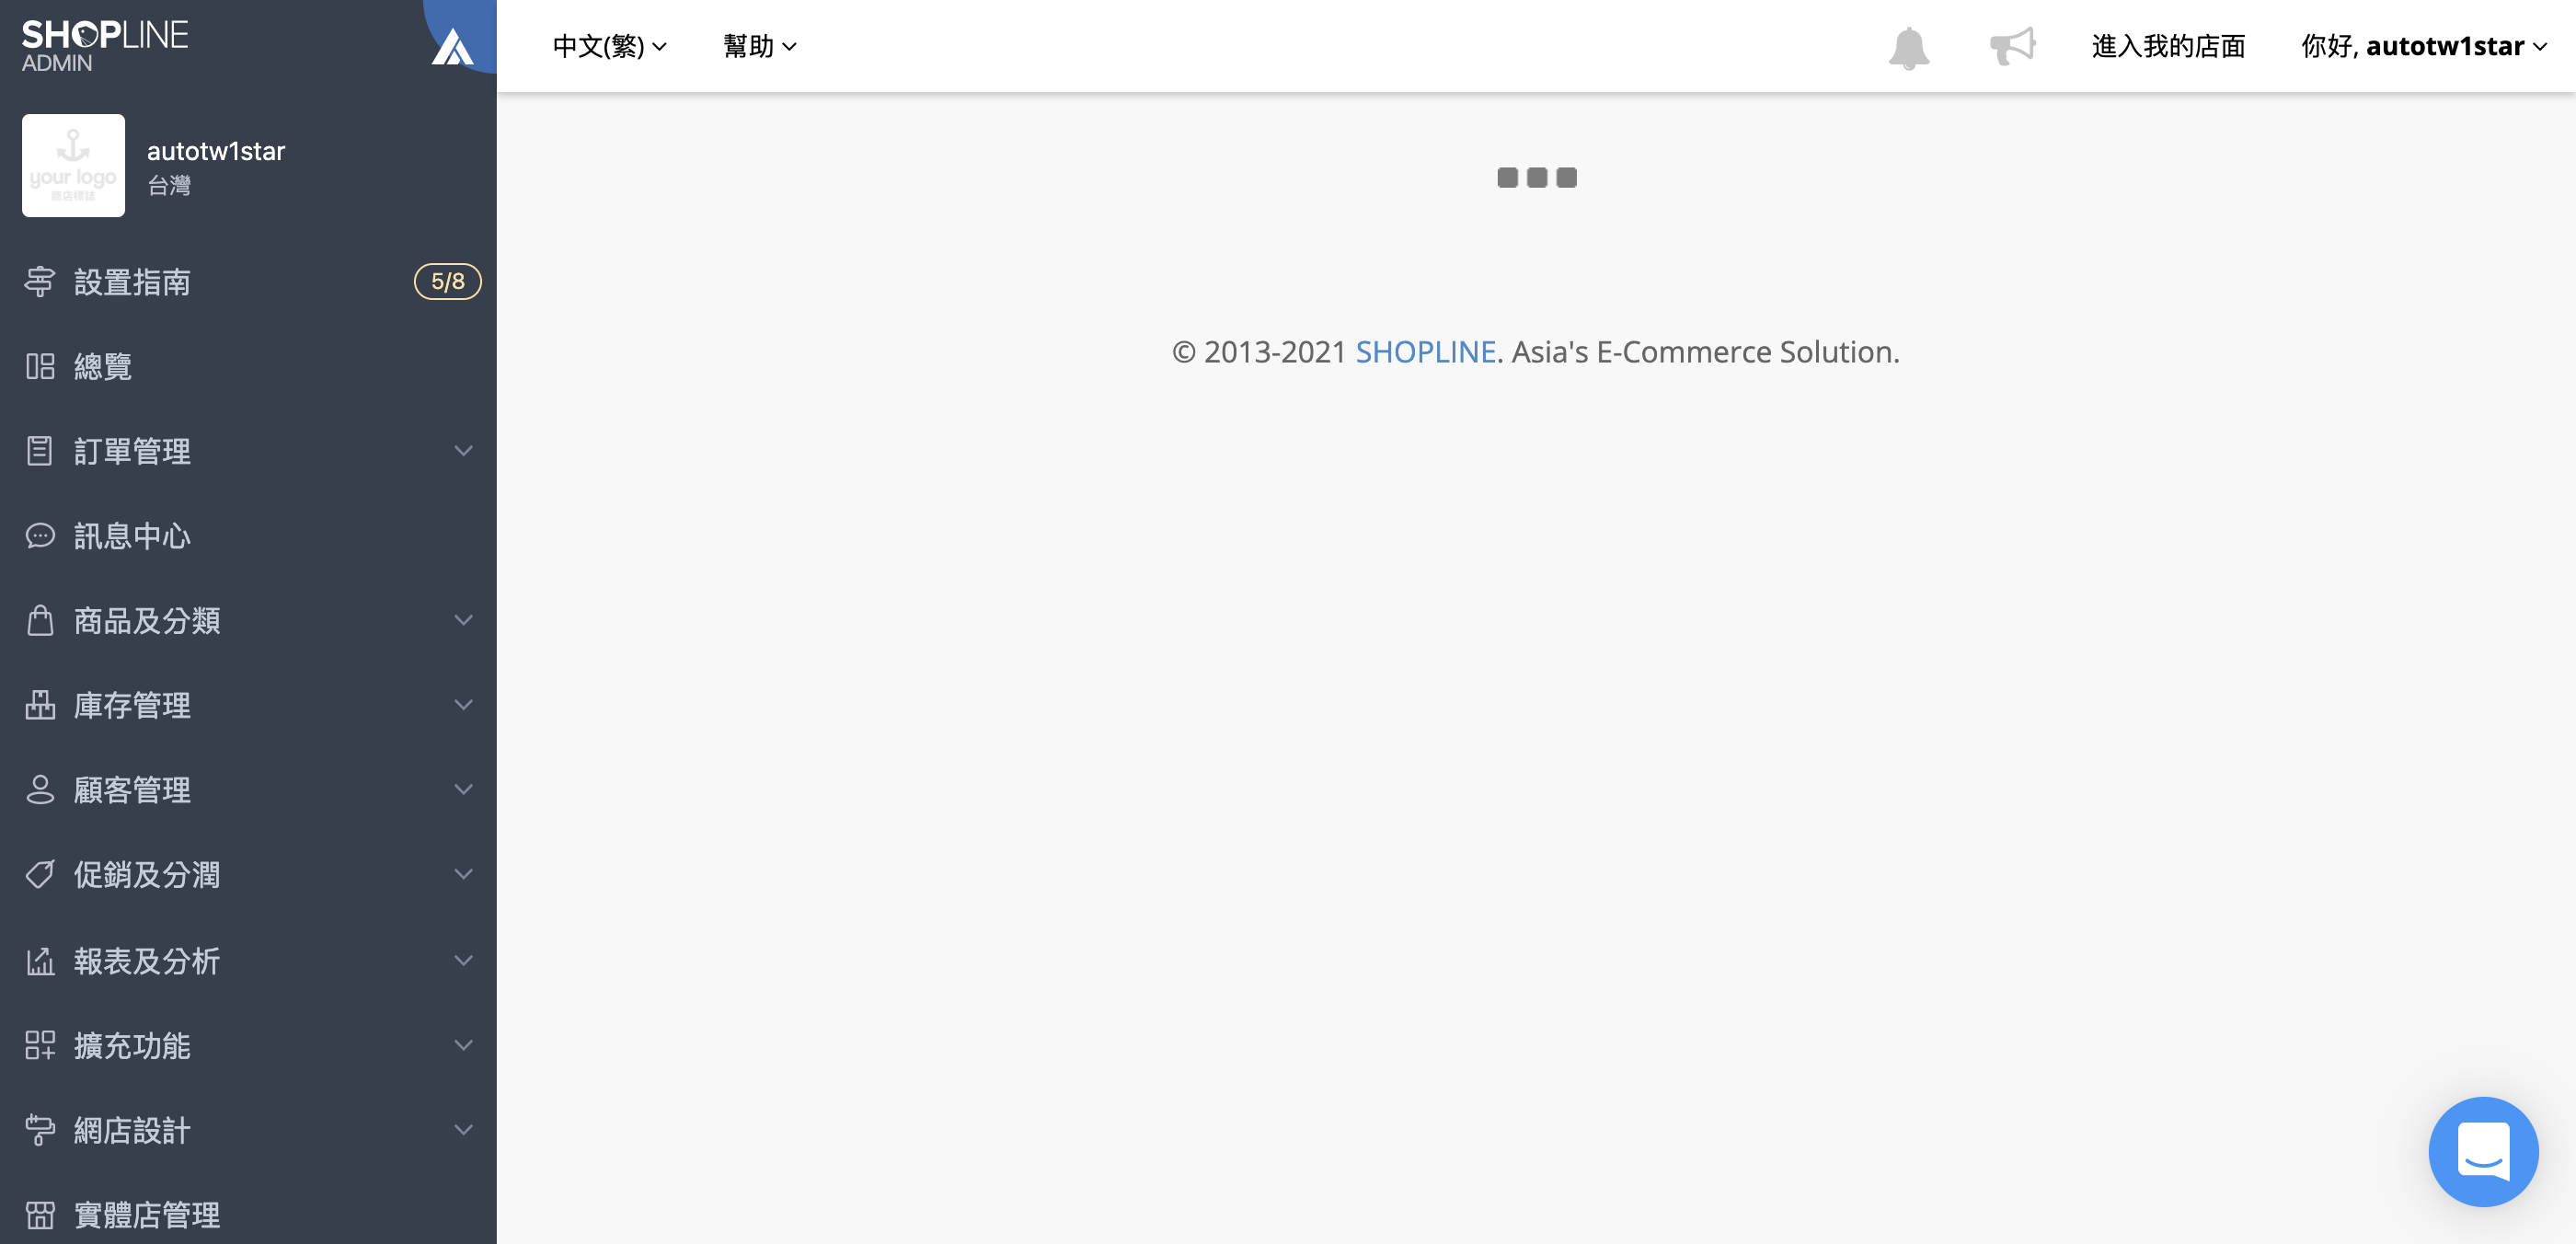 SHOPLINE
ADMIN
中文(繁)
幫助
進入我的店面
你好, autotw1star
your logo
商店標誌
autotw1star
台灣
設置指南
5/8
總覽
訂單管理
訊息中心
商品及分類
庫存管理
顧客管理
促銷及分潤
報表及分析
擴充功能
網店設計
實體店管理
© 2013-2021 SHOPLINE. Asia's E-Commerce Solution.